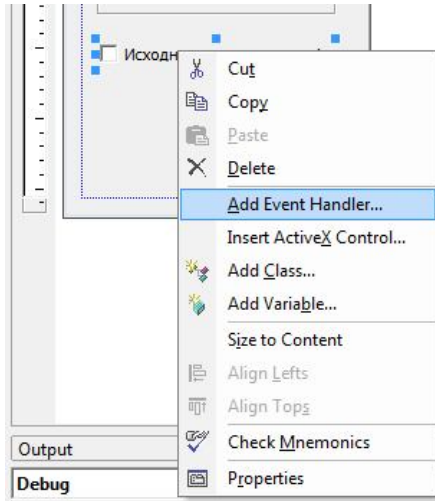 Исходн
Cut
Copy
Paste
Delete
Add Event Handler...
Insert ActiveX Control...
Add Class...
Add Variable...
Size to Content
Align Lefts
Align Tops
Check Mnemonics
Properties
Output
Debug